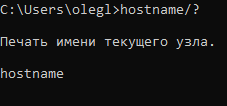 C:\Users\olegl>hostname/?
Печать имени текущего узла.
hostname